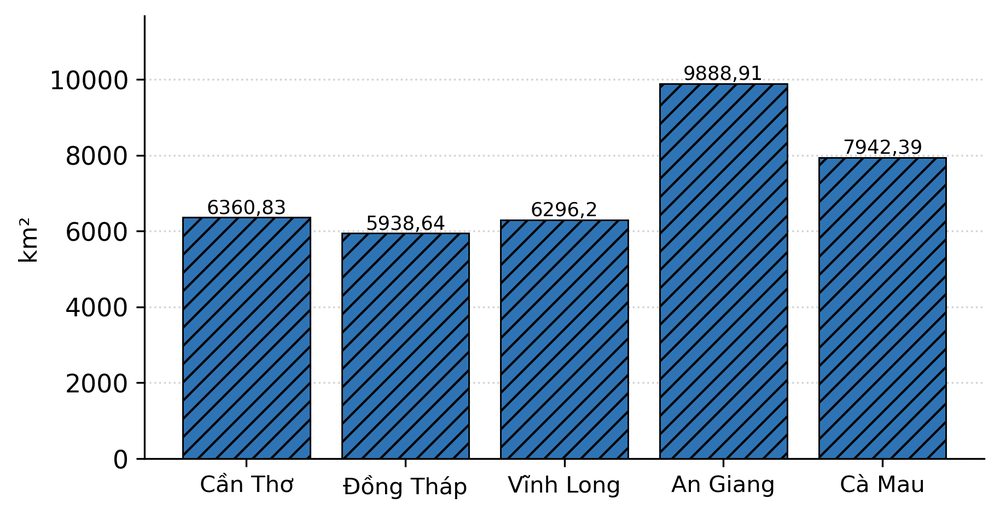 km²
10000
8000
6000
4000
2000
0
6360,83
5938,64
6296,2
9888,91
7942,39
Cần Thơ
Đồng Tháp
Vĩnh Long
An Giang
Cà Mau